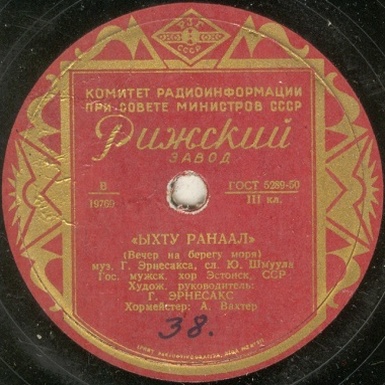 СССР
КОМИТЕТ РАДИОИНФОРМАЦИИ
ПРИ СОВЕТЕ МИНИСТРОВ СССР
Рижский
ЗАВОД
В
19769
ГОСТ 5289-50
III кл.
«ЫХТУ РАНААЛ»
(Вечер на берегу моря)
муз. Г. Эрнесакса, сл. Ю. Шмуула
Гос. мужск. хор Эстонск. ССР
Худож. руководитель:
Г. ЭРНЕСАКС
Хормейстер: А. Вахтер
38.